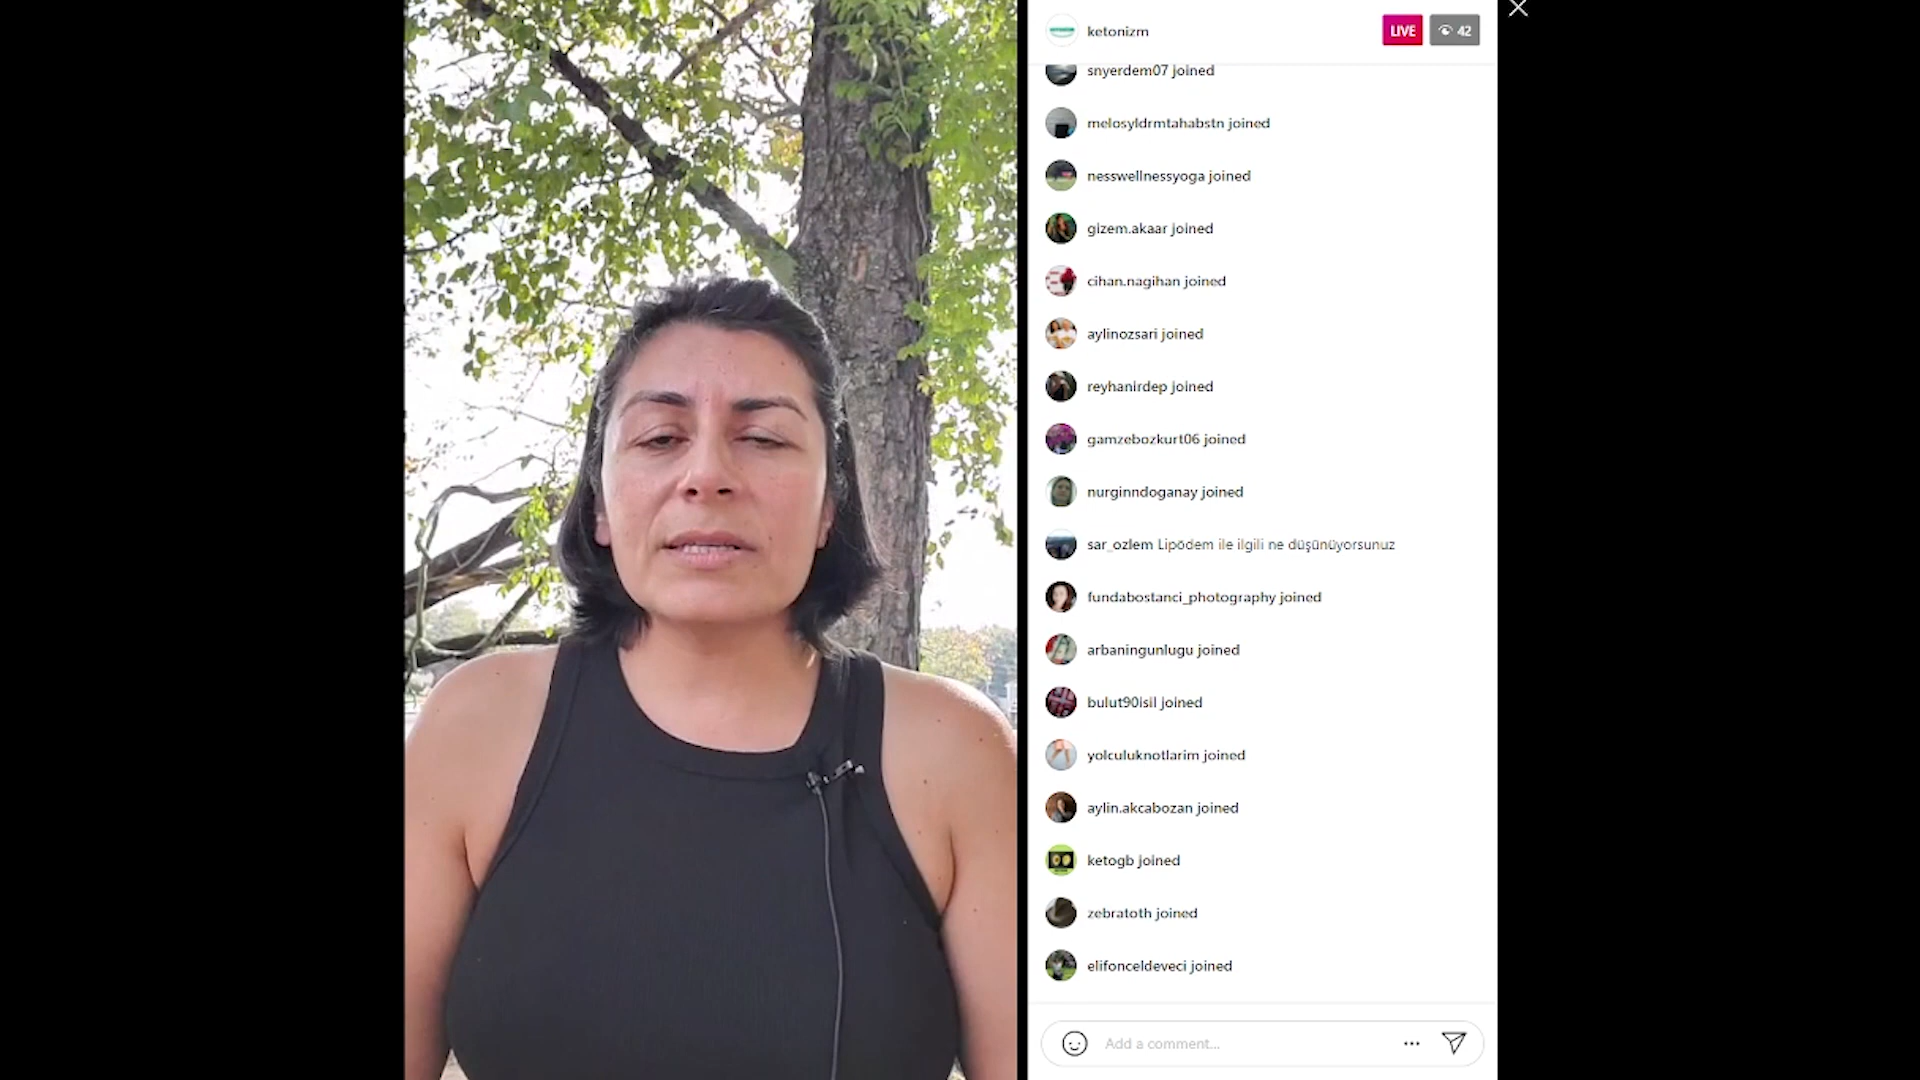 ketonizm
LIVE
42
snyerdem07 joined
melosyldrmtahabstn joined
nesswellnessyoga joined
gizem.akaar joined
cihan.nagihan joined
aylinozsari joined
reyhanirdep joined
gamzebozkurt06 joined
nurginndoganay joined
sar_ozlem Lipödem ile ilgili ne düşünüyorsunuz
fundabostanci_photography joined
arbaningunlugu joined
bulut90isil joined
yolculuknotlarim joined
aylin.akcabozan joined
ketogb joined
zebratoth joined
elifonceldeveci joined
Add a comment...